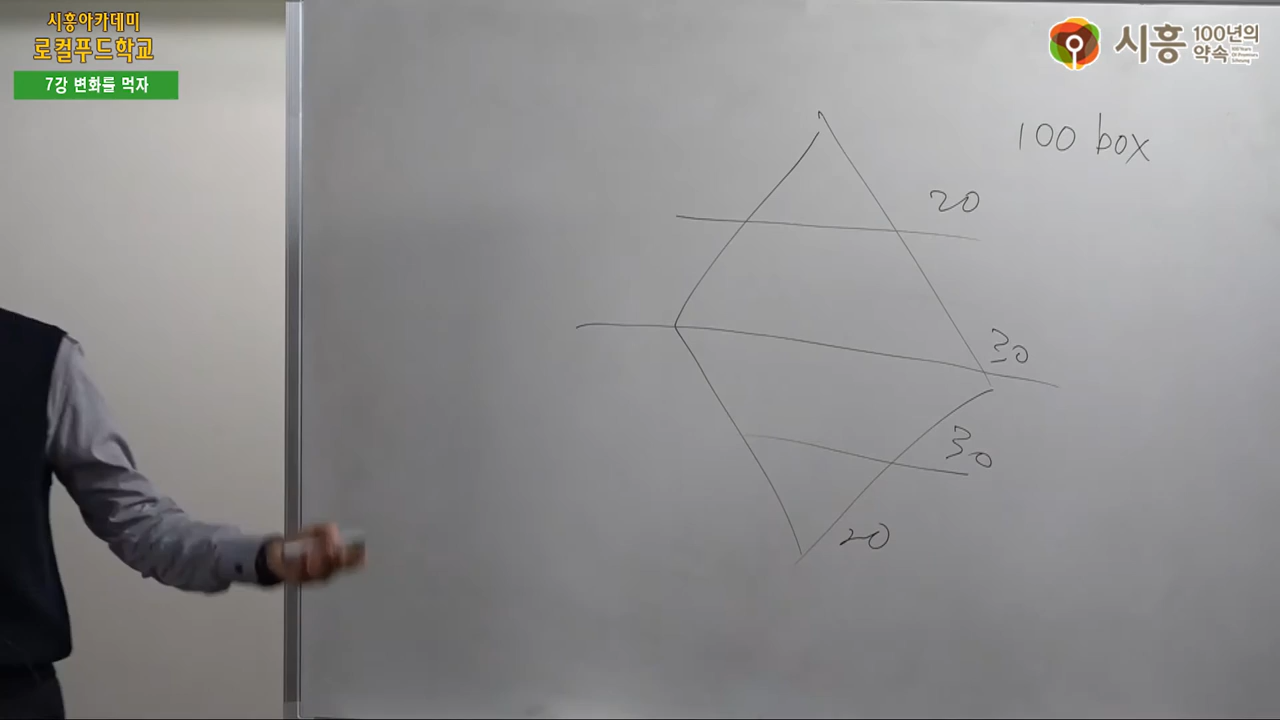 시흥아카데미
로컬푸드학교
7강 변화를 먹자
시흥 100년의
약속
100 box
20
30
30
20